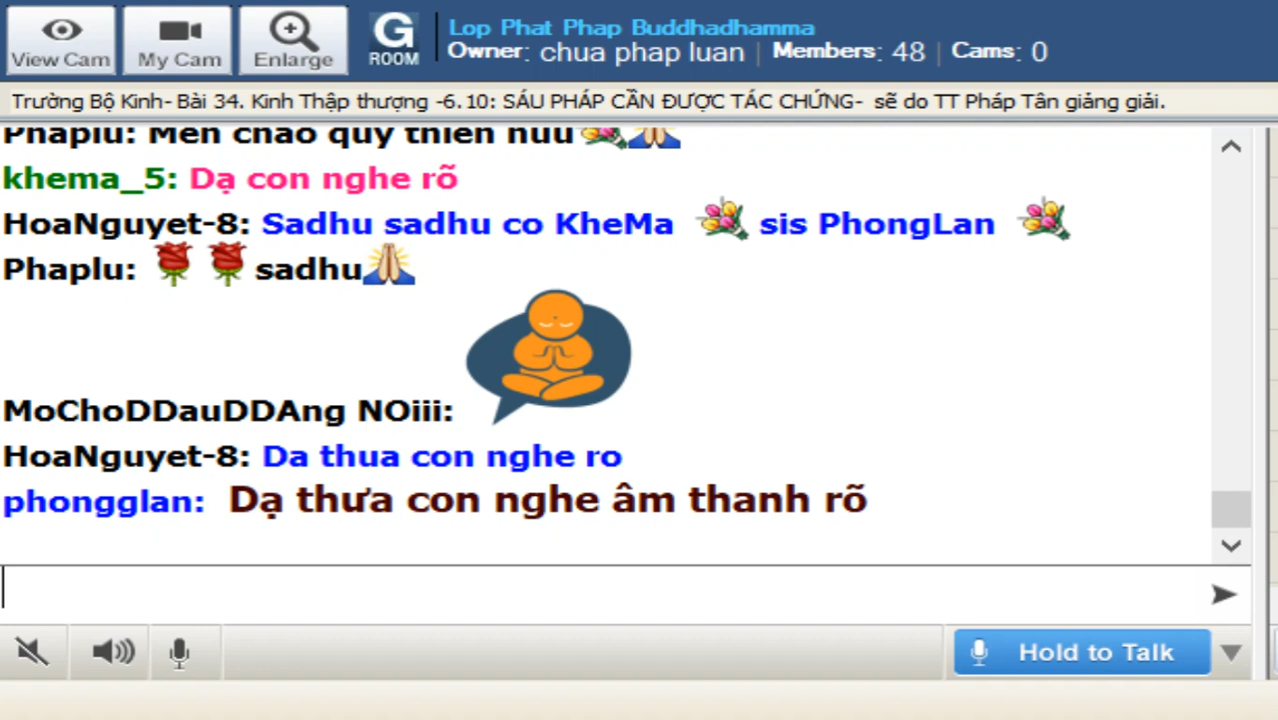 View Cam
My Cam
Enlarge
G
ROOM
Lop Phat Phap Buddhadhamma
Owner: chua phap luan | Members: 48 | Cams: 0
Trường Bộ Kinh- Bài 34. Kinh Thập thượng -6.10: SÁU PHÁP CẦN ĐƯỢC TÁC CHỨNG- sẽ do TT Pháp Tân giảng giải.
Phaplu: Mến chào quý thiện hữu
khema_5: Dạ con nghe rõ
HoaNguyet-8: Sadhu sadhu co KheMa sis PhongLan
Phaplu: sadhu
MoChoDDauDDAng NOiii:
HoaNguyet-8: Da thua con nghe ro
phongglan: Dạ thưa con nghe âm thanh rõ
Hold to Talk